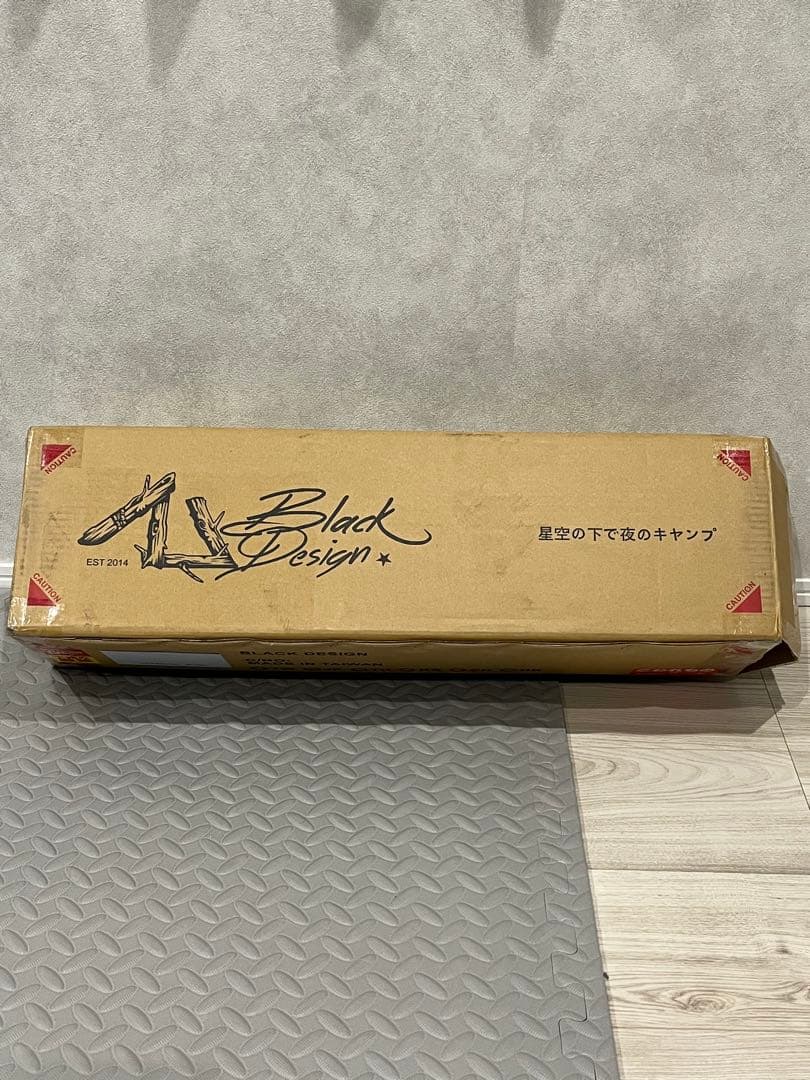 CAUTION
CAUTION
Black
Design
EST 2014
星空の下で夜のキャンプ
CAUTION
CAUTION
BLACK DESIGN
MADE IN TAIWAN